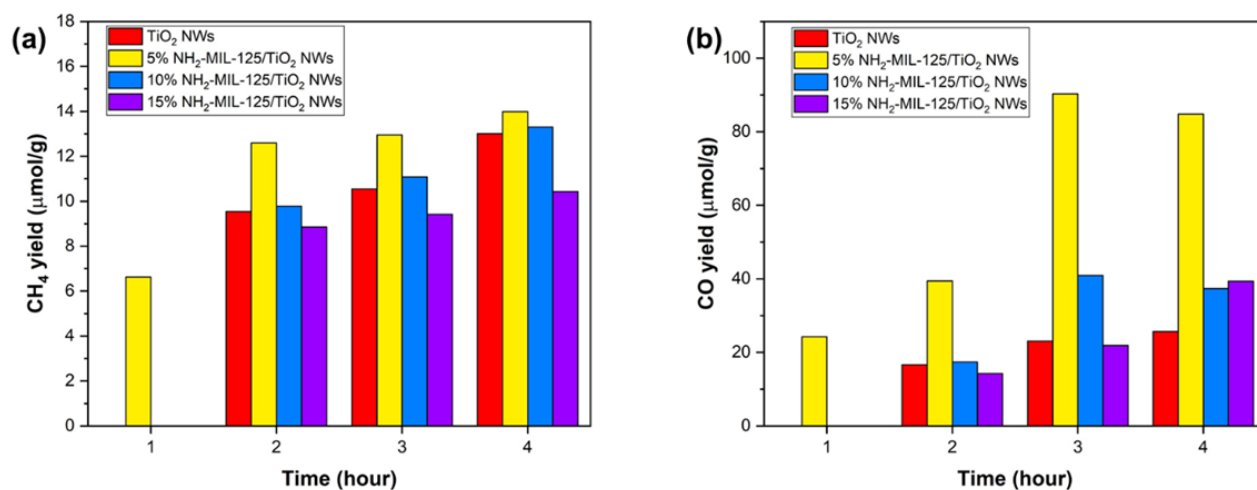 (a)
18
16
14
12
10
8
6
4
2
0
CH₄ yield (μmol/g)
TiO₂ NWs
5% NH₂-MIL-125/TiO₂ NWs
10% NH₂-MIL-125/TiO₂ NWs
15% NH₂-MIL-125/TiO₂ NWs
1 2 3 4
Time (hour)
(b)
100
80
60
40
20
0
CO yield (μmol/g)
TiO₂ NWs
5% NH₂-MIL-125/TiO₂ NWs
10% NH₂-MIL-125/TiO₂ NWs
15% NH₂-MIL-125/TiO₂ NWs
1 2 3 4
Time (hour)